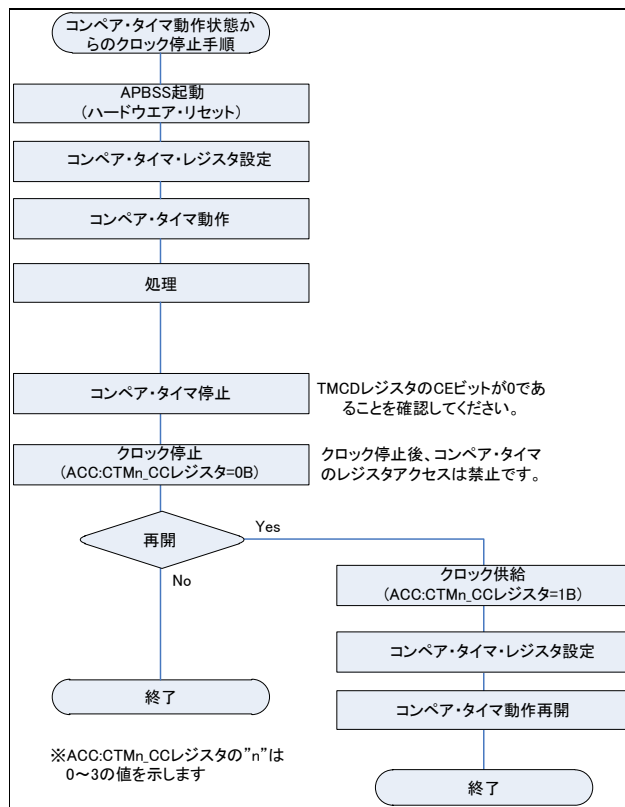 コンペア・タイマ動作状態か
らのクロック停止手順
APBSS起動
(ハードウエア・リセット)
コンペア・タイマ・レジスタ設定
コンペア・タイマ動作
処理
コンペア・タイマ停止
TMCDレジスタのCEビットが0であ
ることを確認してください。
クロック停止
(ACC:CTMn_CCレジスタ=0B)
クロック停止後、コンペア・タイマ
のレジスタアクセスは禁止です。
再開
Yes
No
クロック供給
(ACC:CTMn_CCレジスタ=1B)
コンペア・タイマ・レジスタ設定
コンペア・タイマ動作再開
終了
終了
※ACC:CTMn_CCレジスタの”n”は
0~3の値を示します